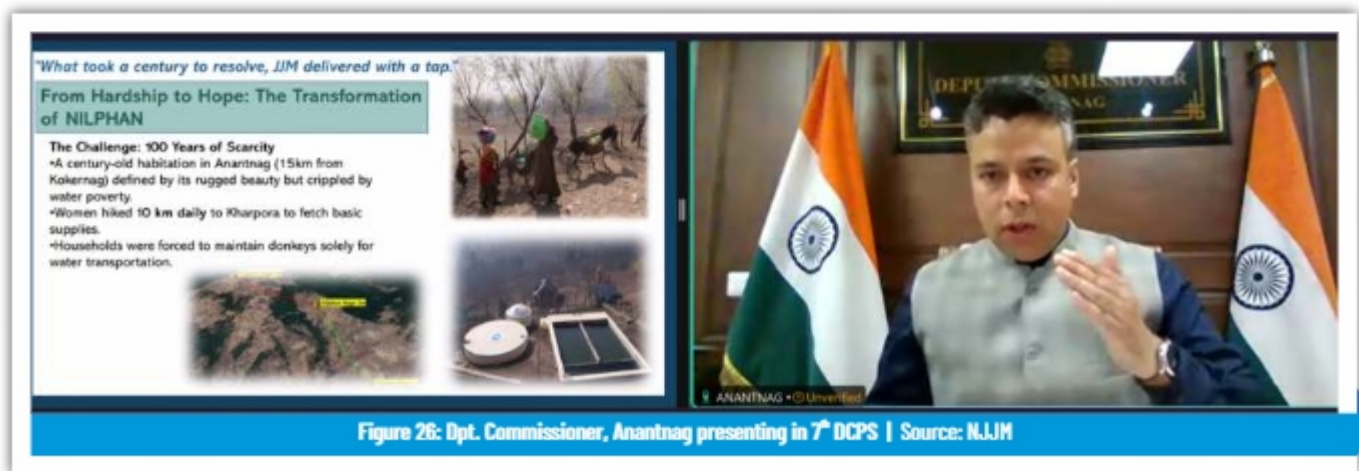 "What took a century to resolve, JJM delivered with a tap."
From Hardship to Hope: The Transformation
of NILPHAN
The Challenge: 100 Years of Scarcity
•A century-old habitation in Anantnag (15km from
Kokernag) defined by its rugged beauty but crippled by
water poverty.
•Women hiked 10 km daily to Kharpora to fetch basic
supplies.
•Households were forced to maintain donkeys solely for
water transportation.
DEPUTY COMMISSIONER
ANANTNAG • Unverified
Figure 26: Dpt. Commissioner, Anantnag presenting in 7th DCPS | Source: NJJM